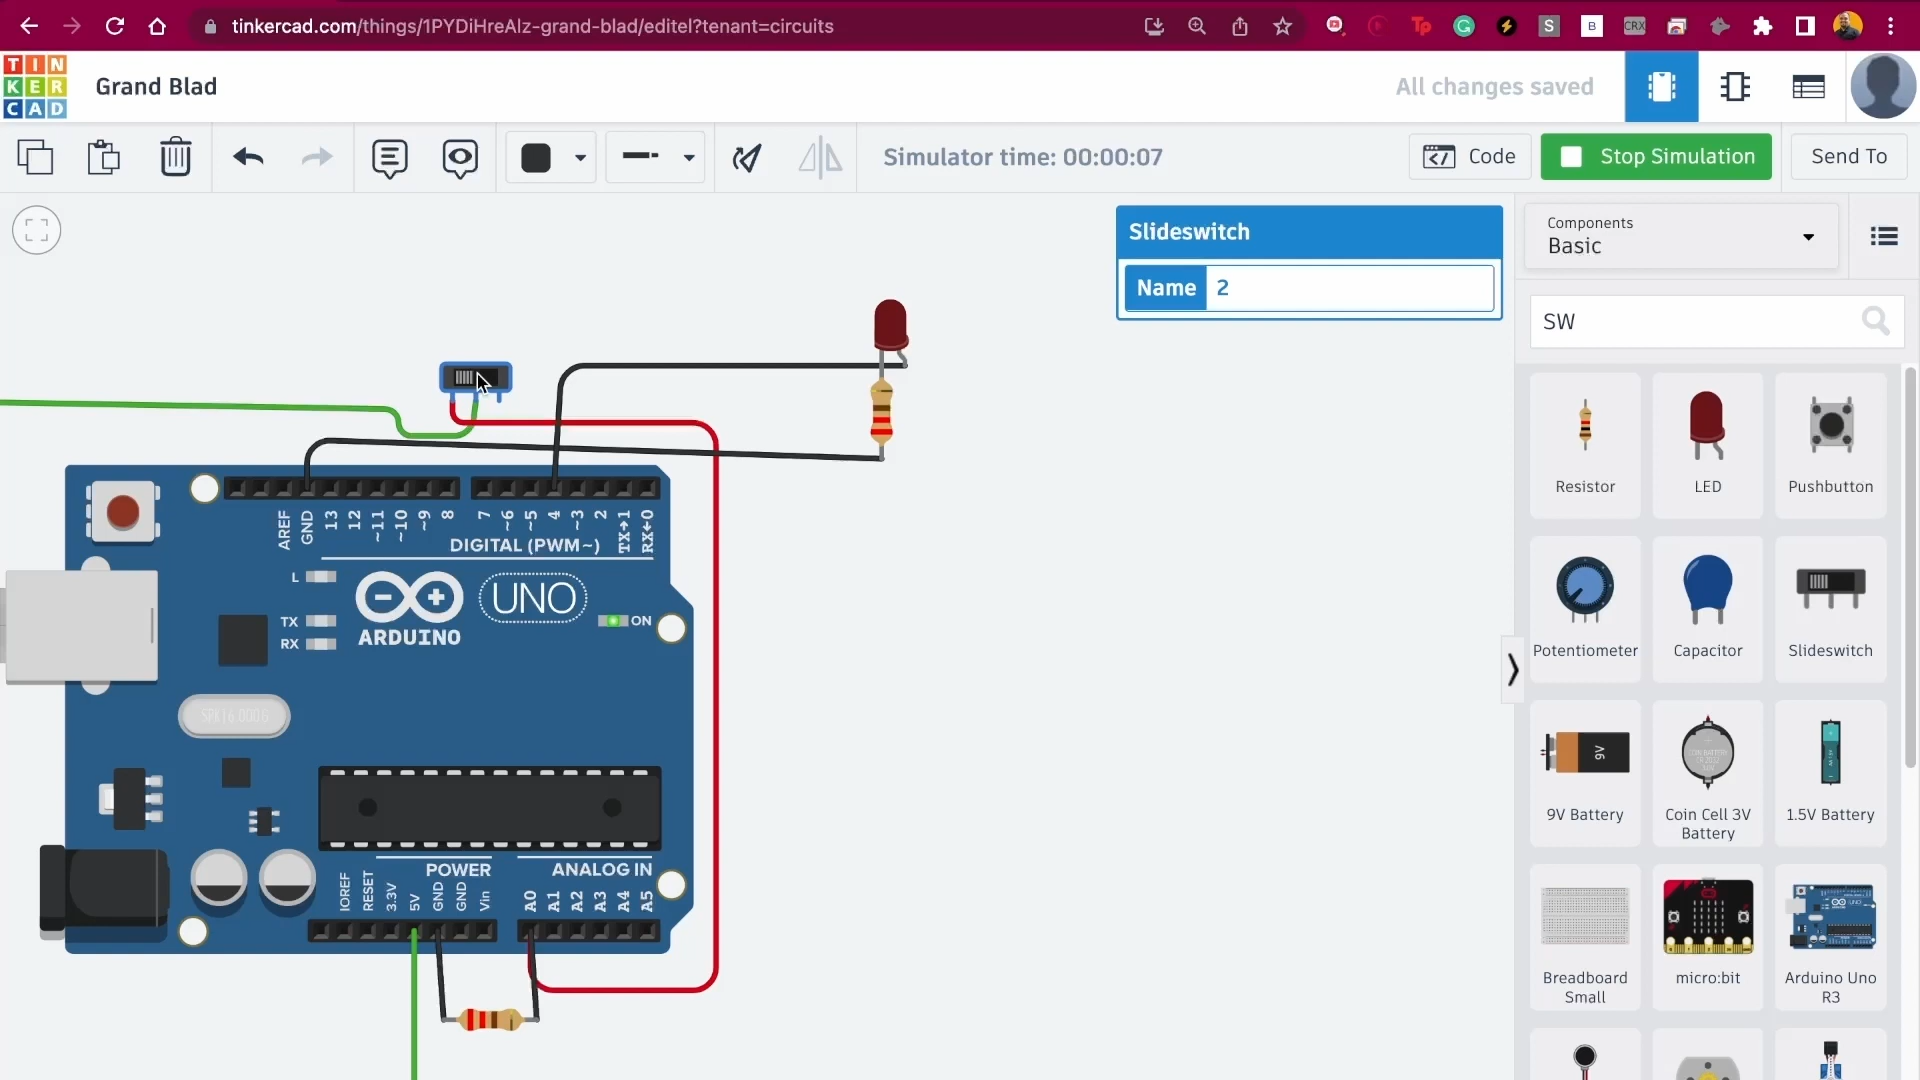 tinkercad.com/things/1PYDiHreAlz-grand-blad/editel?tenant=circuits
Tp
G
S
B
CRX
TIN
KER
CAD
Grand Blad
All changes saved
Simulator time: 00:00:07
Code
Stop Simulation
Send To
Slideswitch
Name 2
Components
Basic
SW
Resistor
LED
Pushbutton
Potentiometer
Capacitor
Slideswitch
9V
9V Battery
Coin Cell 3V
Battery
1.5V Battery
Breadboard
Small
micro:bit
Arduino Uno
R3
AREF
GND
13
12
~11
~10
~9
8
7
~6
~5
4
~3
2
TX→1
RX←0
DIGITAL (PWM~)
L
TX
RX
UNO
ARDUINO
ON
SPK16.000G
POWER
ANALOG IN
IOREF
RESET
3.3V
5V
GND
GND
Vin
A0
A1
A2
A3
A4
A5